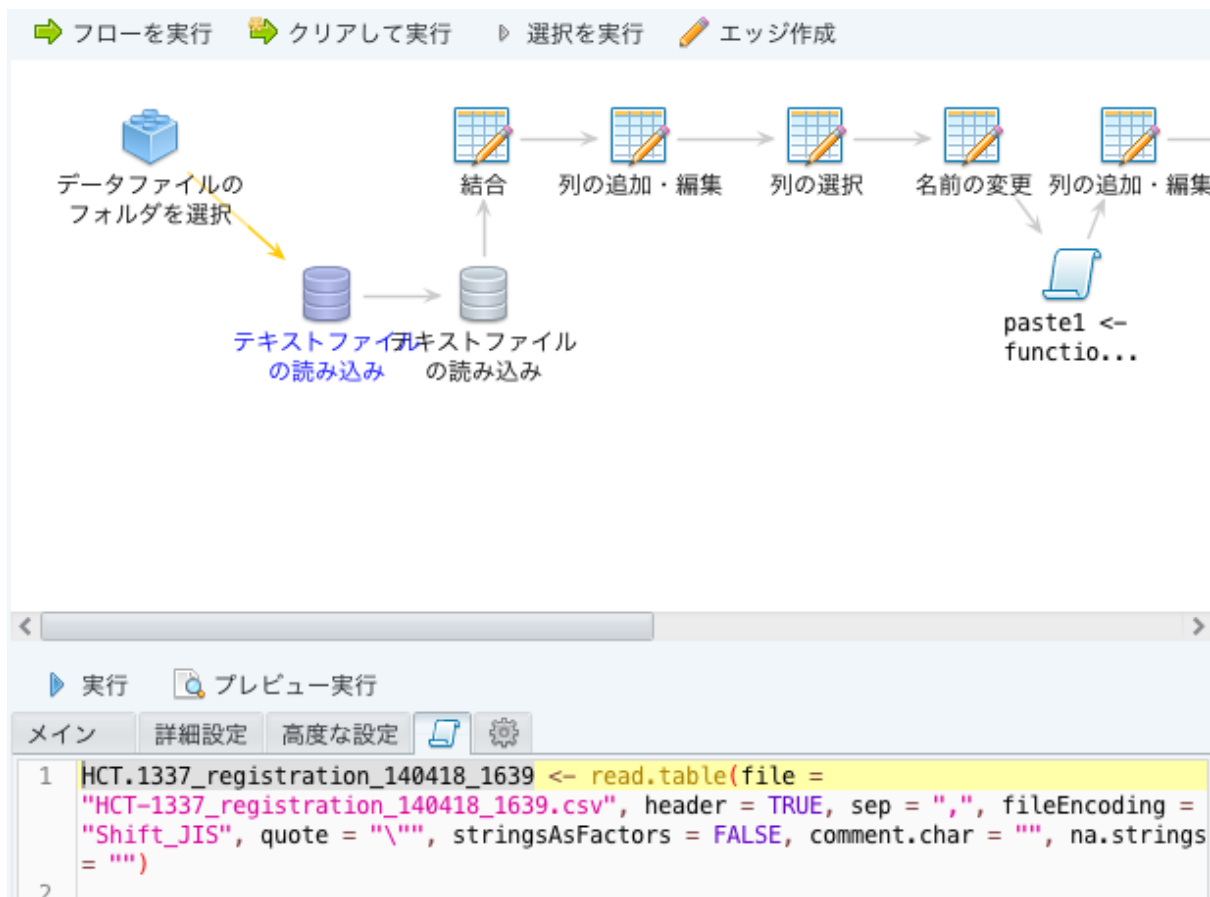 フローを実行 クリアして実行 選択を実行 エッジ作成
データファイルの
フォルダを選択
結合
列の追加・編集
列の選択
名前の変更
列の追加・編集
テキストファイル
の読み込み
テキストファイル
の読み込み
paste1 <-
functio...
実行 プレビュー実行
メイン 詳細設定 高度な設定
1 HCT.1337_registration_140418_1639 <- read.table(file =
"HCT-1337_registration_140418_1639.csv", header = TRUE, sep = ",", fileEncoding =
"Shift_JIS", quote = "\"", stringsAsFactors = FALSE, comment.char = "", na.strings
= "")
2